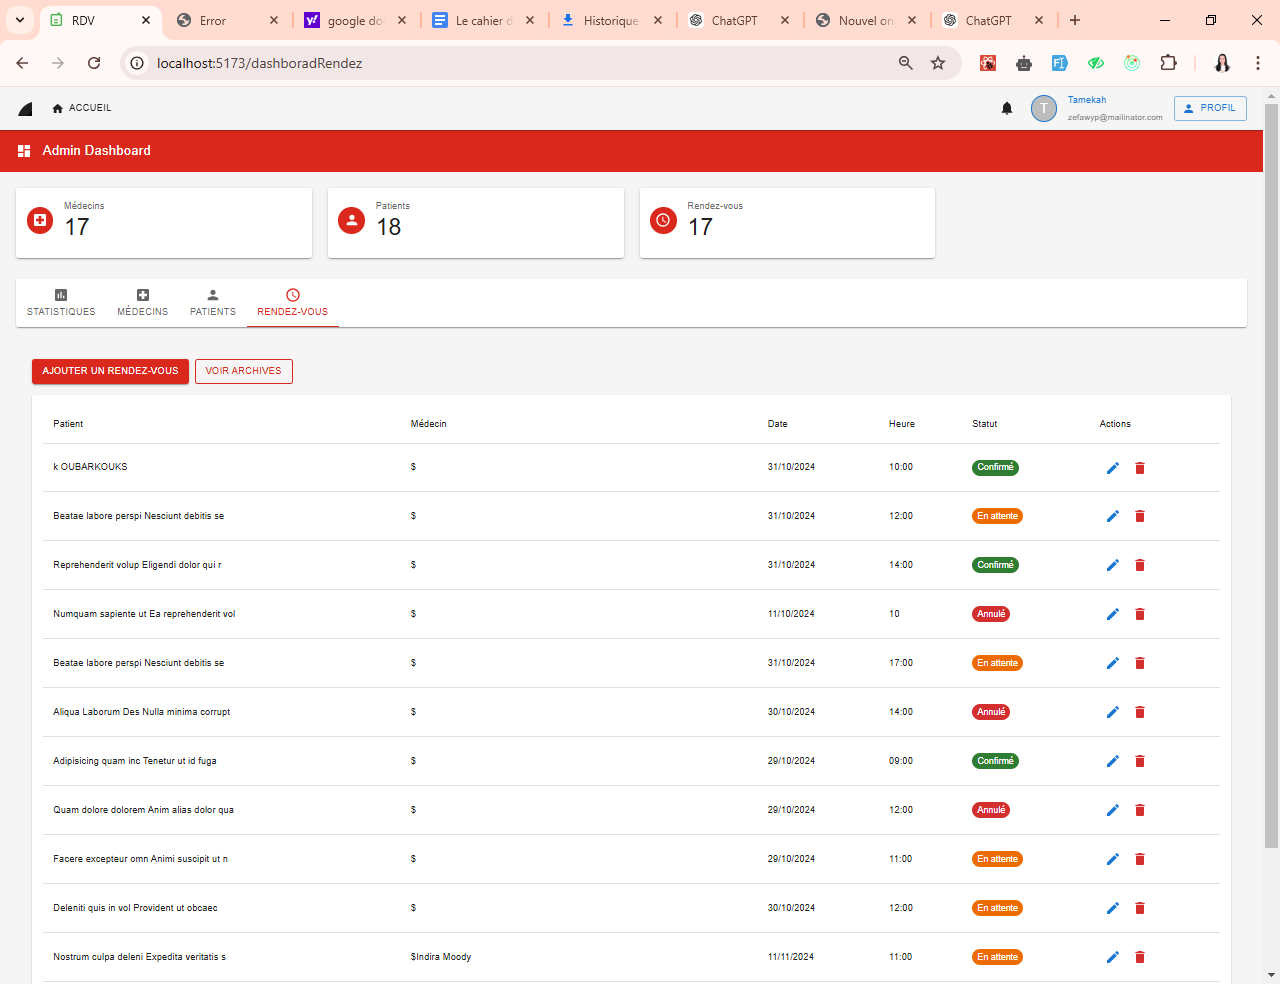 RDV
Error
google do
Le cahier d
Historique
ChatGPT
Nouvel on
ChatGPT
localhost:5173/dashboradRendez
ACCUEIL
T
Tamekah
zefawyp@mailinator.com
PROFIL
Admin Dashboard
Médecins
17
Patients
18
Rendez-vous
17
STATISTIQUES
MÉDECINS
PATIENTS
RENDEZ-VOUS
AJOUTER UN RENDEZ-VOUS
VOIR ARCHIVES
Patient Médecin Date Heure Statut Actions
k OUBARKOUKS $ 31/10/2024 10:00 Confirmé
Beatae labore perspi Nesciunt debitis se $ 31/10/2024 12:00 En attente
Reprehenderit volup Eligendi dolor qui r $ 31/10/2024 14:00 Confirmé
Numquam sapiente ut Ea reprehenderit vol $ 11/10/2024 10 Annulé
Beatae labore perspi Nesciunt debitis se $ 31/10/2024 17:00 En attente
Aliqua Laborum Des Nulla minima corrupt $ 30/10/2024 14:00 Annulé
Adipisicing quam inc Tenetur ut id fuga $ 29/10/2024 09:00 Confirmé
Quam dolore dolorem Anim alias dolor qua $ 29/10/2024 12:00 Annulé
Facere excepteur omn Animi suscipit ut n $ 29/10/2024 11:00 En attente
Deleniti quis in vol Provident ut obcaec $ 30/10/2024 12:00 En attente
Nostrum culpa deleni Expedita veritatis s $Indira Moody 11/11/2024 11:00 En attente